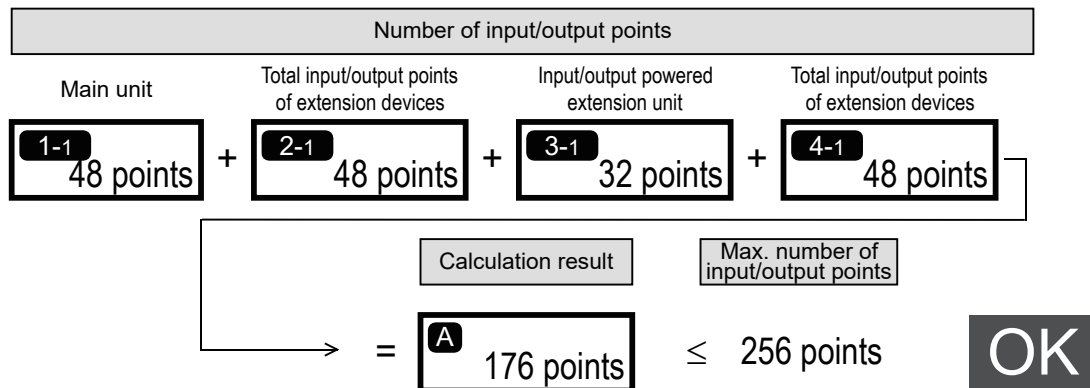 Number of input/output points
Main unit
Total input/output points
of extension devices
Input/output powered
extension unit
Total input/output points
of extension devices
1-1
48 points
+
2-1
48 points
+
3-1
32 points
+
4-1
48 points
Calculation result
Max. number of
input/output points
=
A
176 points
≤
256 points
OK